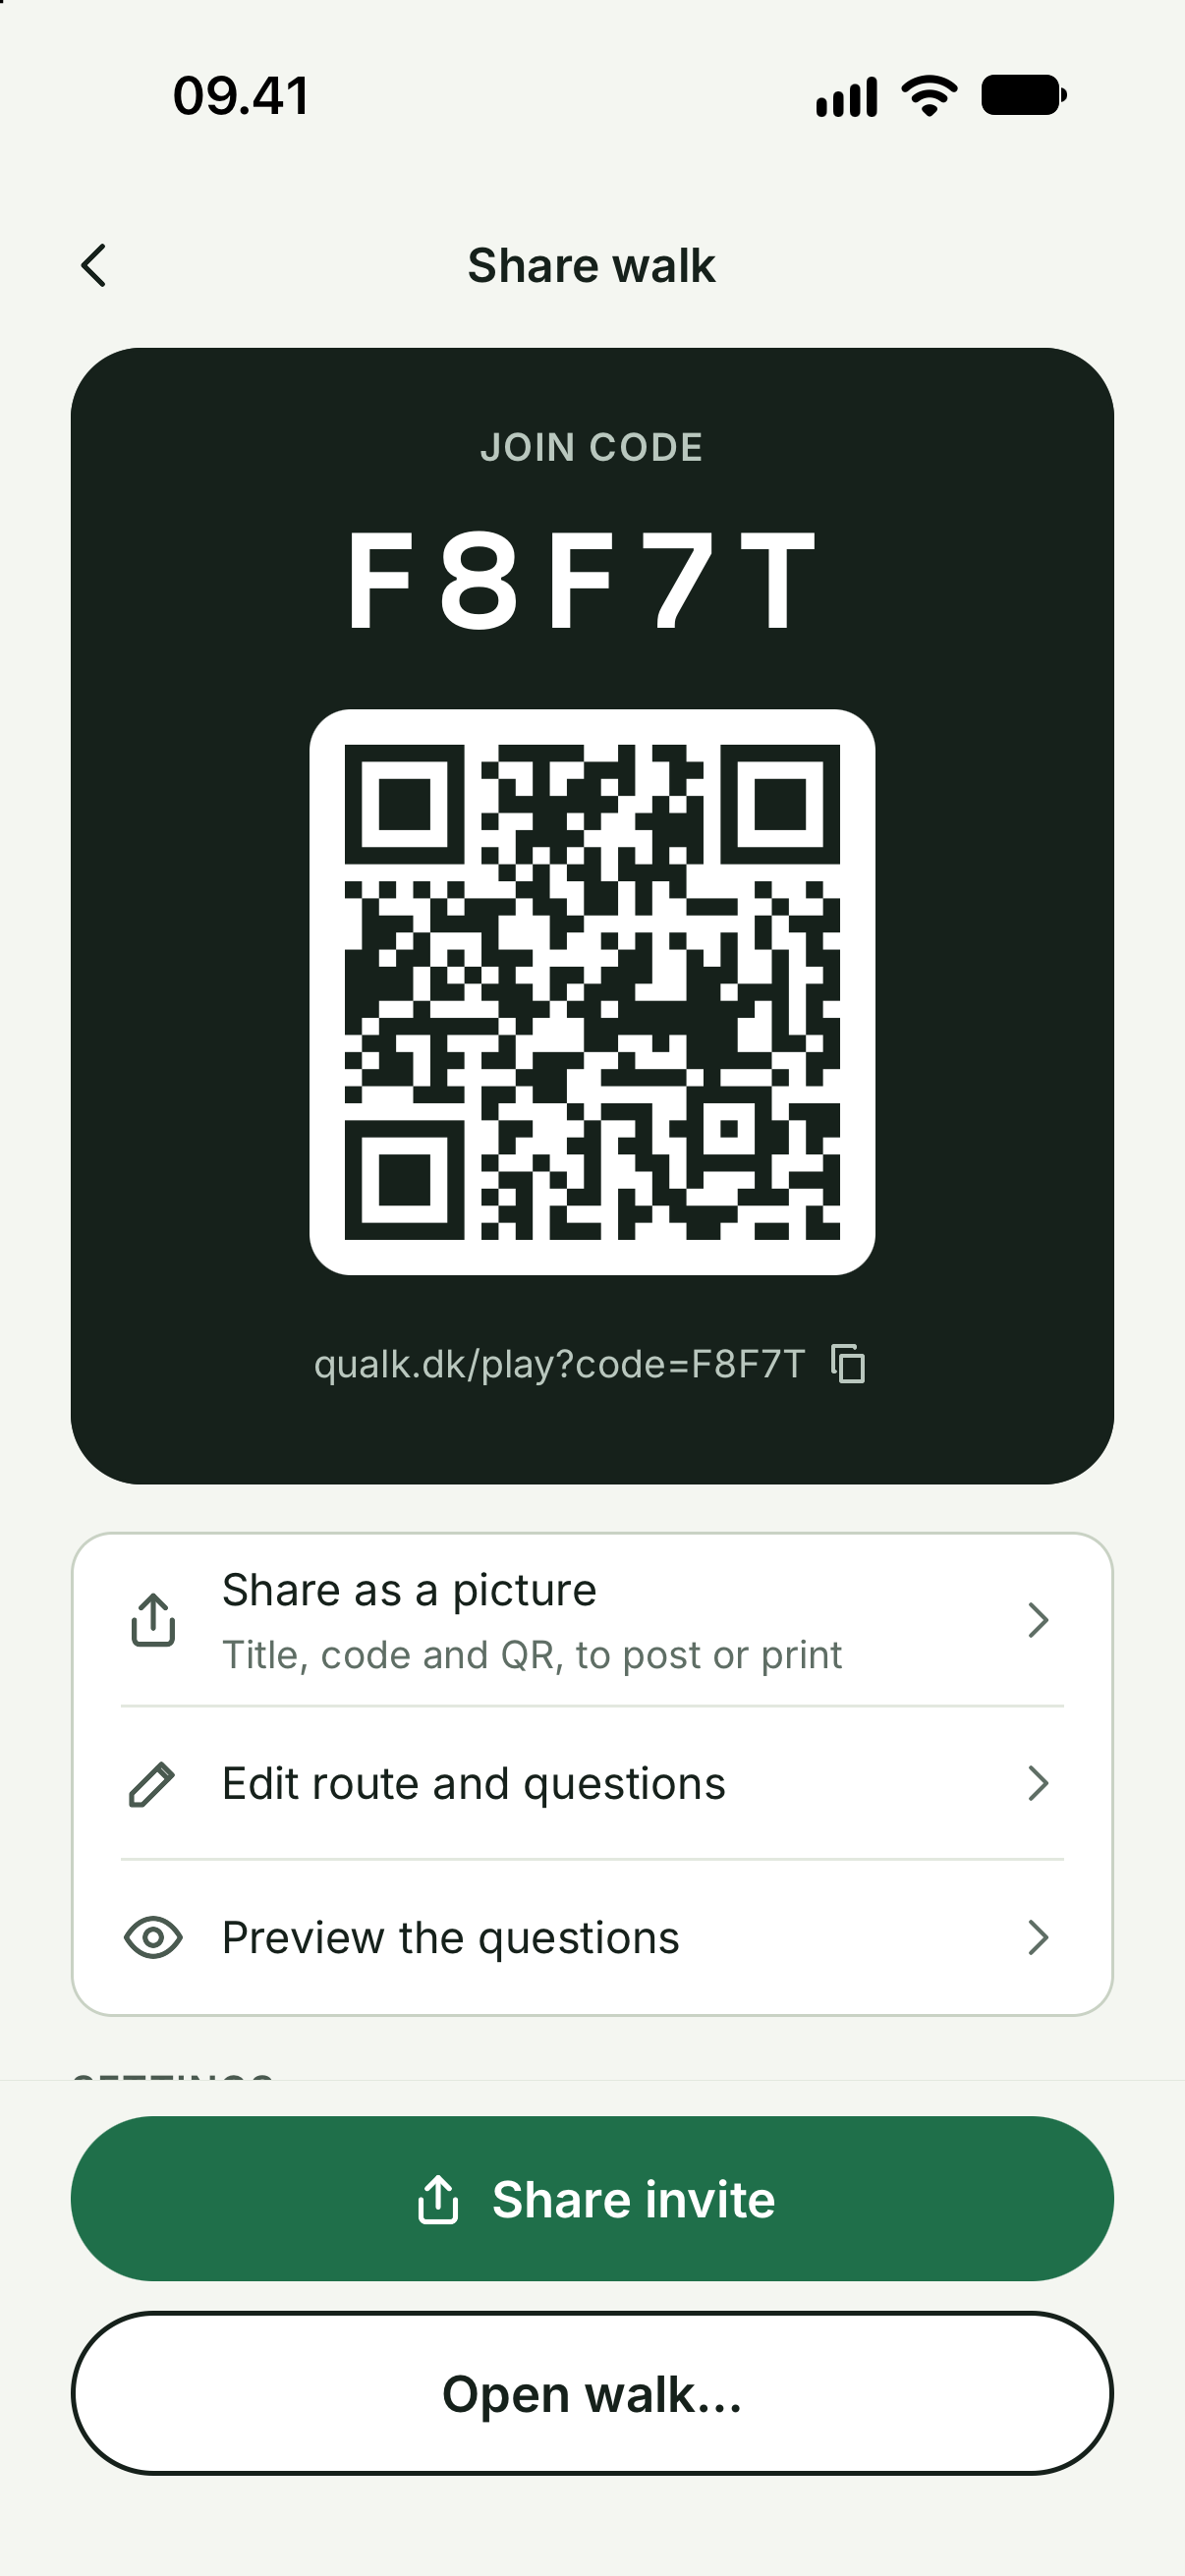 09.41
Share walk
JOIN CODE
F8F7T
qualk.dk/play?code=F8F7T
Share as a picture
Title, code and QR, to post or print
Edit route and questions
Preview the questions
SETTINGS
Share invite
Open walk...